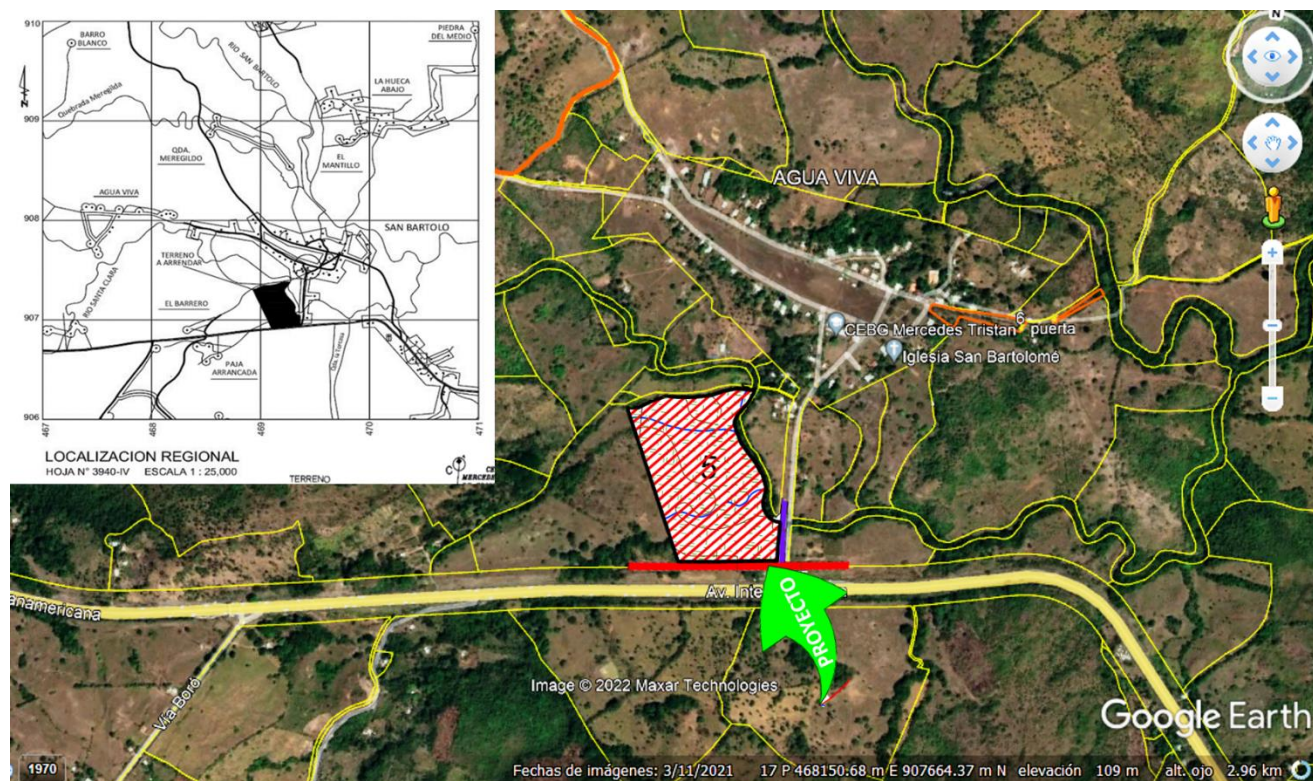 910
909
908
907
906
467
468
469
470
471
N
BARRO
BLANCO
PIEDRA
DEL MEDIO
RIO SAN BARTOLO
LA HUECA
ABAJO
Quebrada Meregilda
QDA.
MEREGILDO
EL
MANTILLO
AGUA VIVA
SAN BARTOLO
TERRENO
A ARRENDAR
RIO SANTA CLARA
EL BARRERO
PAJA
ARRANCADA
LOCALIZACION REGIONAL
HOJA N° 3940-IV ESCALA 1 : 25,000
TERRENO
MERCEDES
N
AGUA VIVA
6
puerta
CEBG Mercedes Tristan
Iglesia San Bartolomé
5
Av. Inte
PROYECTO
anamericana
Vía Boró
Image © 2022 Maxar Technologies
Google Earth
1970
Fechas de imágenes: 3/11/2021 17 P 468150.68 m E 907664.37 m N elevación 109 m alt. ojo 2.96 km